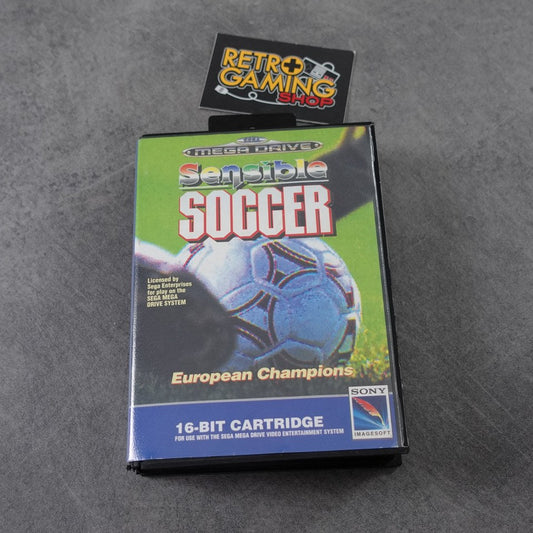 RETRO
GAMING
SHOP
MEGA DRIVE
Sensible
SOCCER
Licensed by
Sega Enterprises
for play on the
SEGA MEGA
DRIVE SYSTEM
European Champions
SONY
IMAGESOFT
16-BIT CARTRIDGE
FOR USE WITH THE SEGA MEGA DRIVE VIDEO ENTERTAINMENT SYSTEM